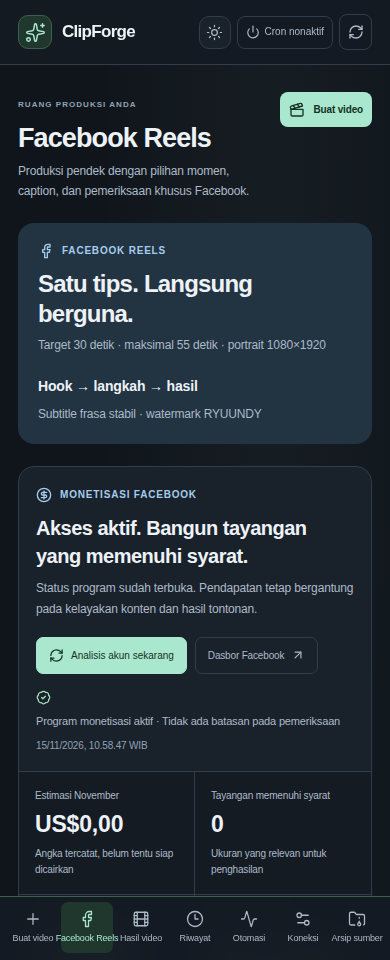 ClipForge
Cron nonaktif
RUANG PRODUKSI ANDA
Buat video
Facebook Reels
Produksi pendek dengan pilihan momen,
caption, dan pemeriksaan khusus Facebook.
FACEBOOK REELS
Satu tips. Langsung
berguna.
Target 30 detik · maksimal 55 detik · portrait 1080×1920
Hook → langkah → hasil
Subtitle frasa stabil · watermark RYUUNDY
MONETISASI FACEBOOK
Akses aktif. Bangun tayangan
yang memenuhi syarat.
Status program sudah terbuka. Pendapatan tetap bergantung
pada kelayakan konten dan hasil tontonan.
Analisis akun sekarang
Dasbor Facebook
Program monetisasi aktif · Tidak ada batasan pada pemeriksaan
15/11/2026, 10.58.47 WIB
Estimasi November
US$0,00
Angka tercatat, belum tentu siap
dicairkan
Tayangan memenuhi syarat
0
Ukuran yang relevan untuk
penghasilan
Buat video Facebook Reels Hasil video Riwayat Otomasi Koneksi Arsip sumber